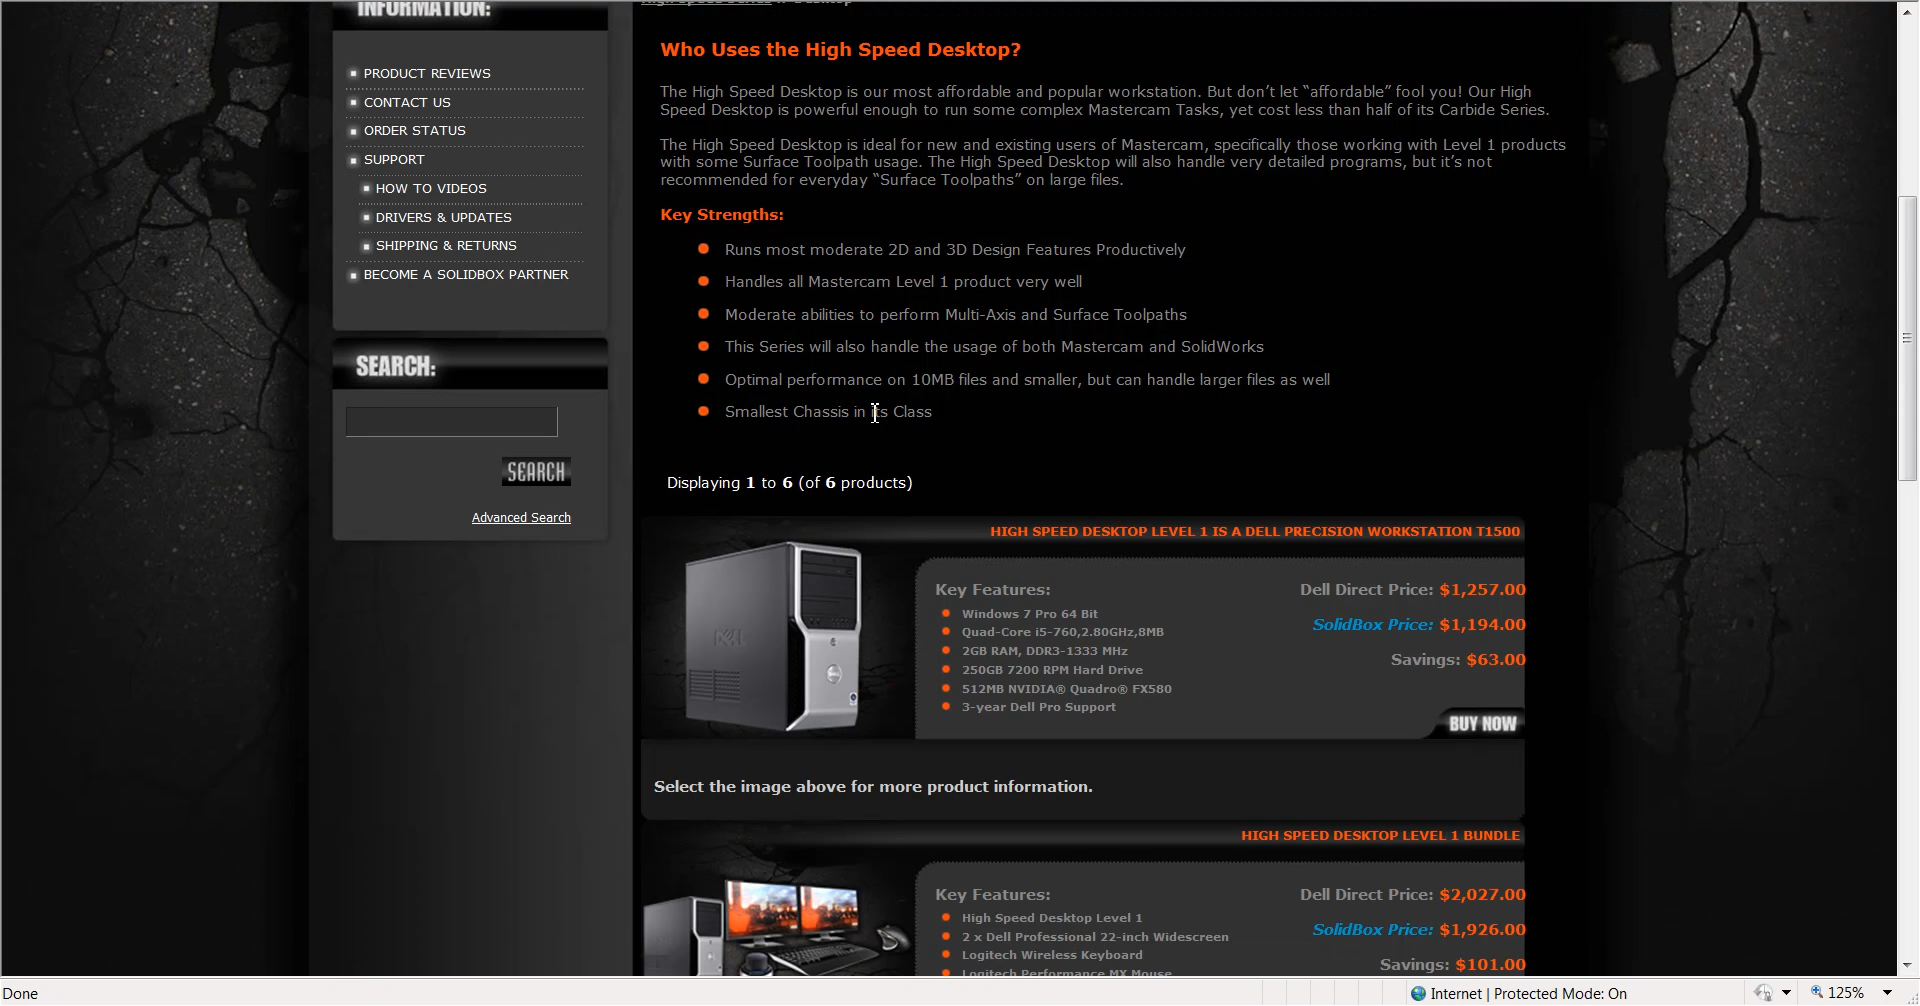 INFORMATION:
PRODUCT REVIEWS
CONTACT US
ORDER STATUS
SUPPORT
HOW TO VIDEOS
DRIVERS & UPDATES
SHIPPING & RETURNS
BECOME A SOLIDBOX PARTNER
SEARCH:
SEARCH
Advanced Search
Who Uses the High Speed Desktop?
The High Speed Desktop is our most affordable and popular workstation. But don’t let “affordable” fool you! Our High
Speed Desktop is powerful enough to run some complex Mastercam Tasks, yet cost less than half of its Carbide Series.
The High Speed Desktop is ideal for new and existing users of Mastercam, specifically those working with Level 1 products
with some Surface Toolpath usage. The High Speed Desktop will also handle very detailed programs, but it’s not
recommended for everyday “Surface Toolpaths” on large files.
Key Strengths:
Runs most moderate 2D and 3D Design Features Productively
Handles all Mastercam Level 1 product very well
Moderate abilities to perform Multi-Axis and Surface Toolpaths
This Series will also handle the usage of both Mastercam and SolidWorks
Optimal performance on 10MB files and smaller, but can handle larger files as well
Smallest Chassis in its Class
Displaying 1 to 6 (of 6 products)
HIGH SPEED DESKTOP LEVEL 1 IS A DELL PRECISION WORKSTATION T1500
Key Features:
Windows 7 Pro 64 Bit
Quad-Core i5-760,2.80GHz,8MB
2GB RAM, DDR3-1333 MHz
250GB 7200 RPM Hard Drive
512MB NVIDIA® Quadro® FX580
3-year Dell Pro Support
Dell Direct Price: $1,257.00
SolidBox Price: $1,194.00
Savings: $63.00
BUY NOW
Select the image above for more product information.
HIGH SPEED DESKTOP LEVEL 1 BUNDLE
Key Features:
High Speed Desktop Level 1
2 x Dell Professional 22-inch Widescreen
Logitech Wireless Keyboard
Logitech Performance MX Mouse
Dell Direct Price: $2,027.00
SolidBox Price: $1,926.00
Savings: $101.00
Done
Internet | Protected Mode: On
125%